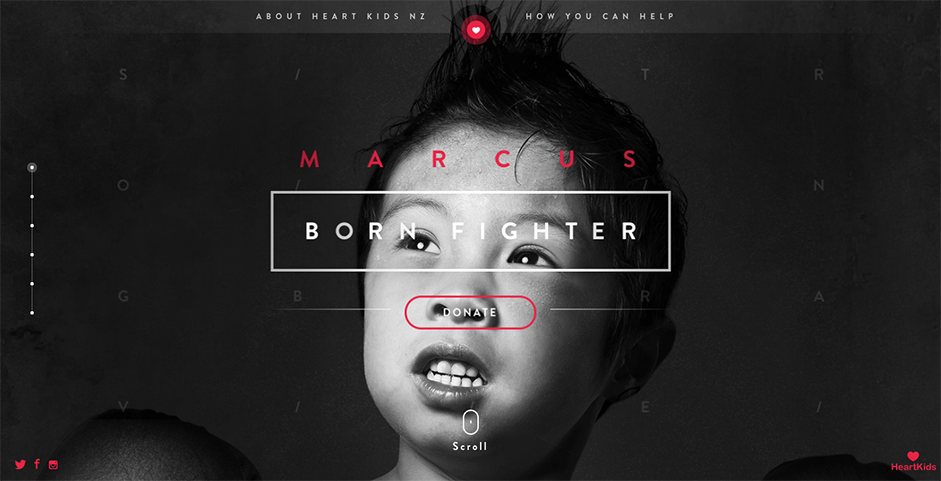 ABOUT HEART KIDS NZ HOW YOU CAN HELP
S / / T R
MARCUS
O N
BORN FIGHTER
G B R A
DONATE
V / E /
Scroll
HeartKids